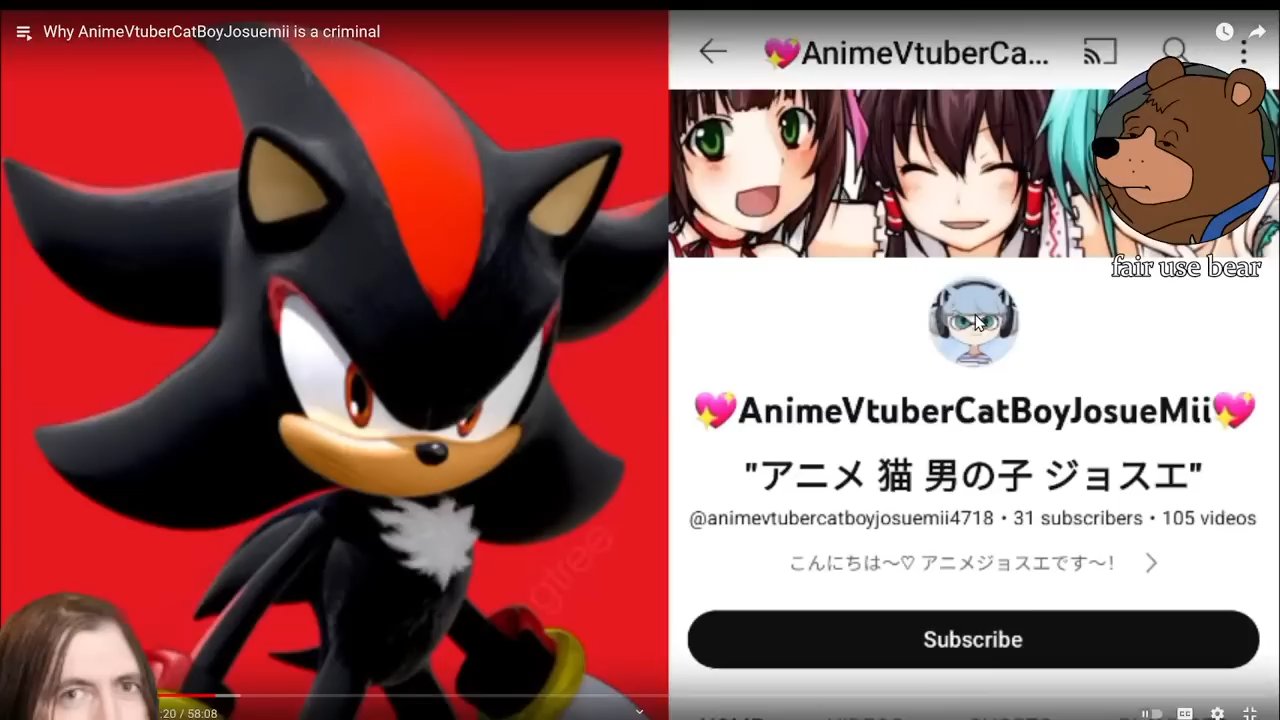 Why AnimeVtuberCatBoyJosuemii is a criminal
💖AnimeVtuberCa...
fair use bear
💖AnimeVtuberCatBoyJosueMii💖
"アニメ 猫 男の子 ジョスエ"
@animevtubercatboyjosuemii4718 • 31 subscribers • 105 videos
こんにちは～♡ アニメジョスエです～!
Subscribe
:20 / 58:08
CC